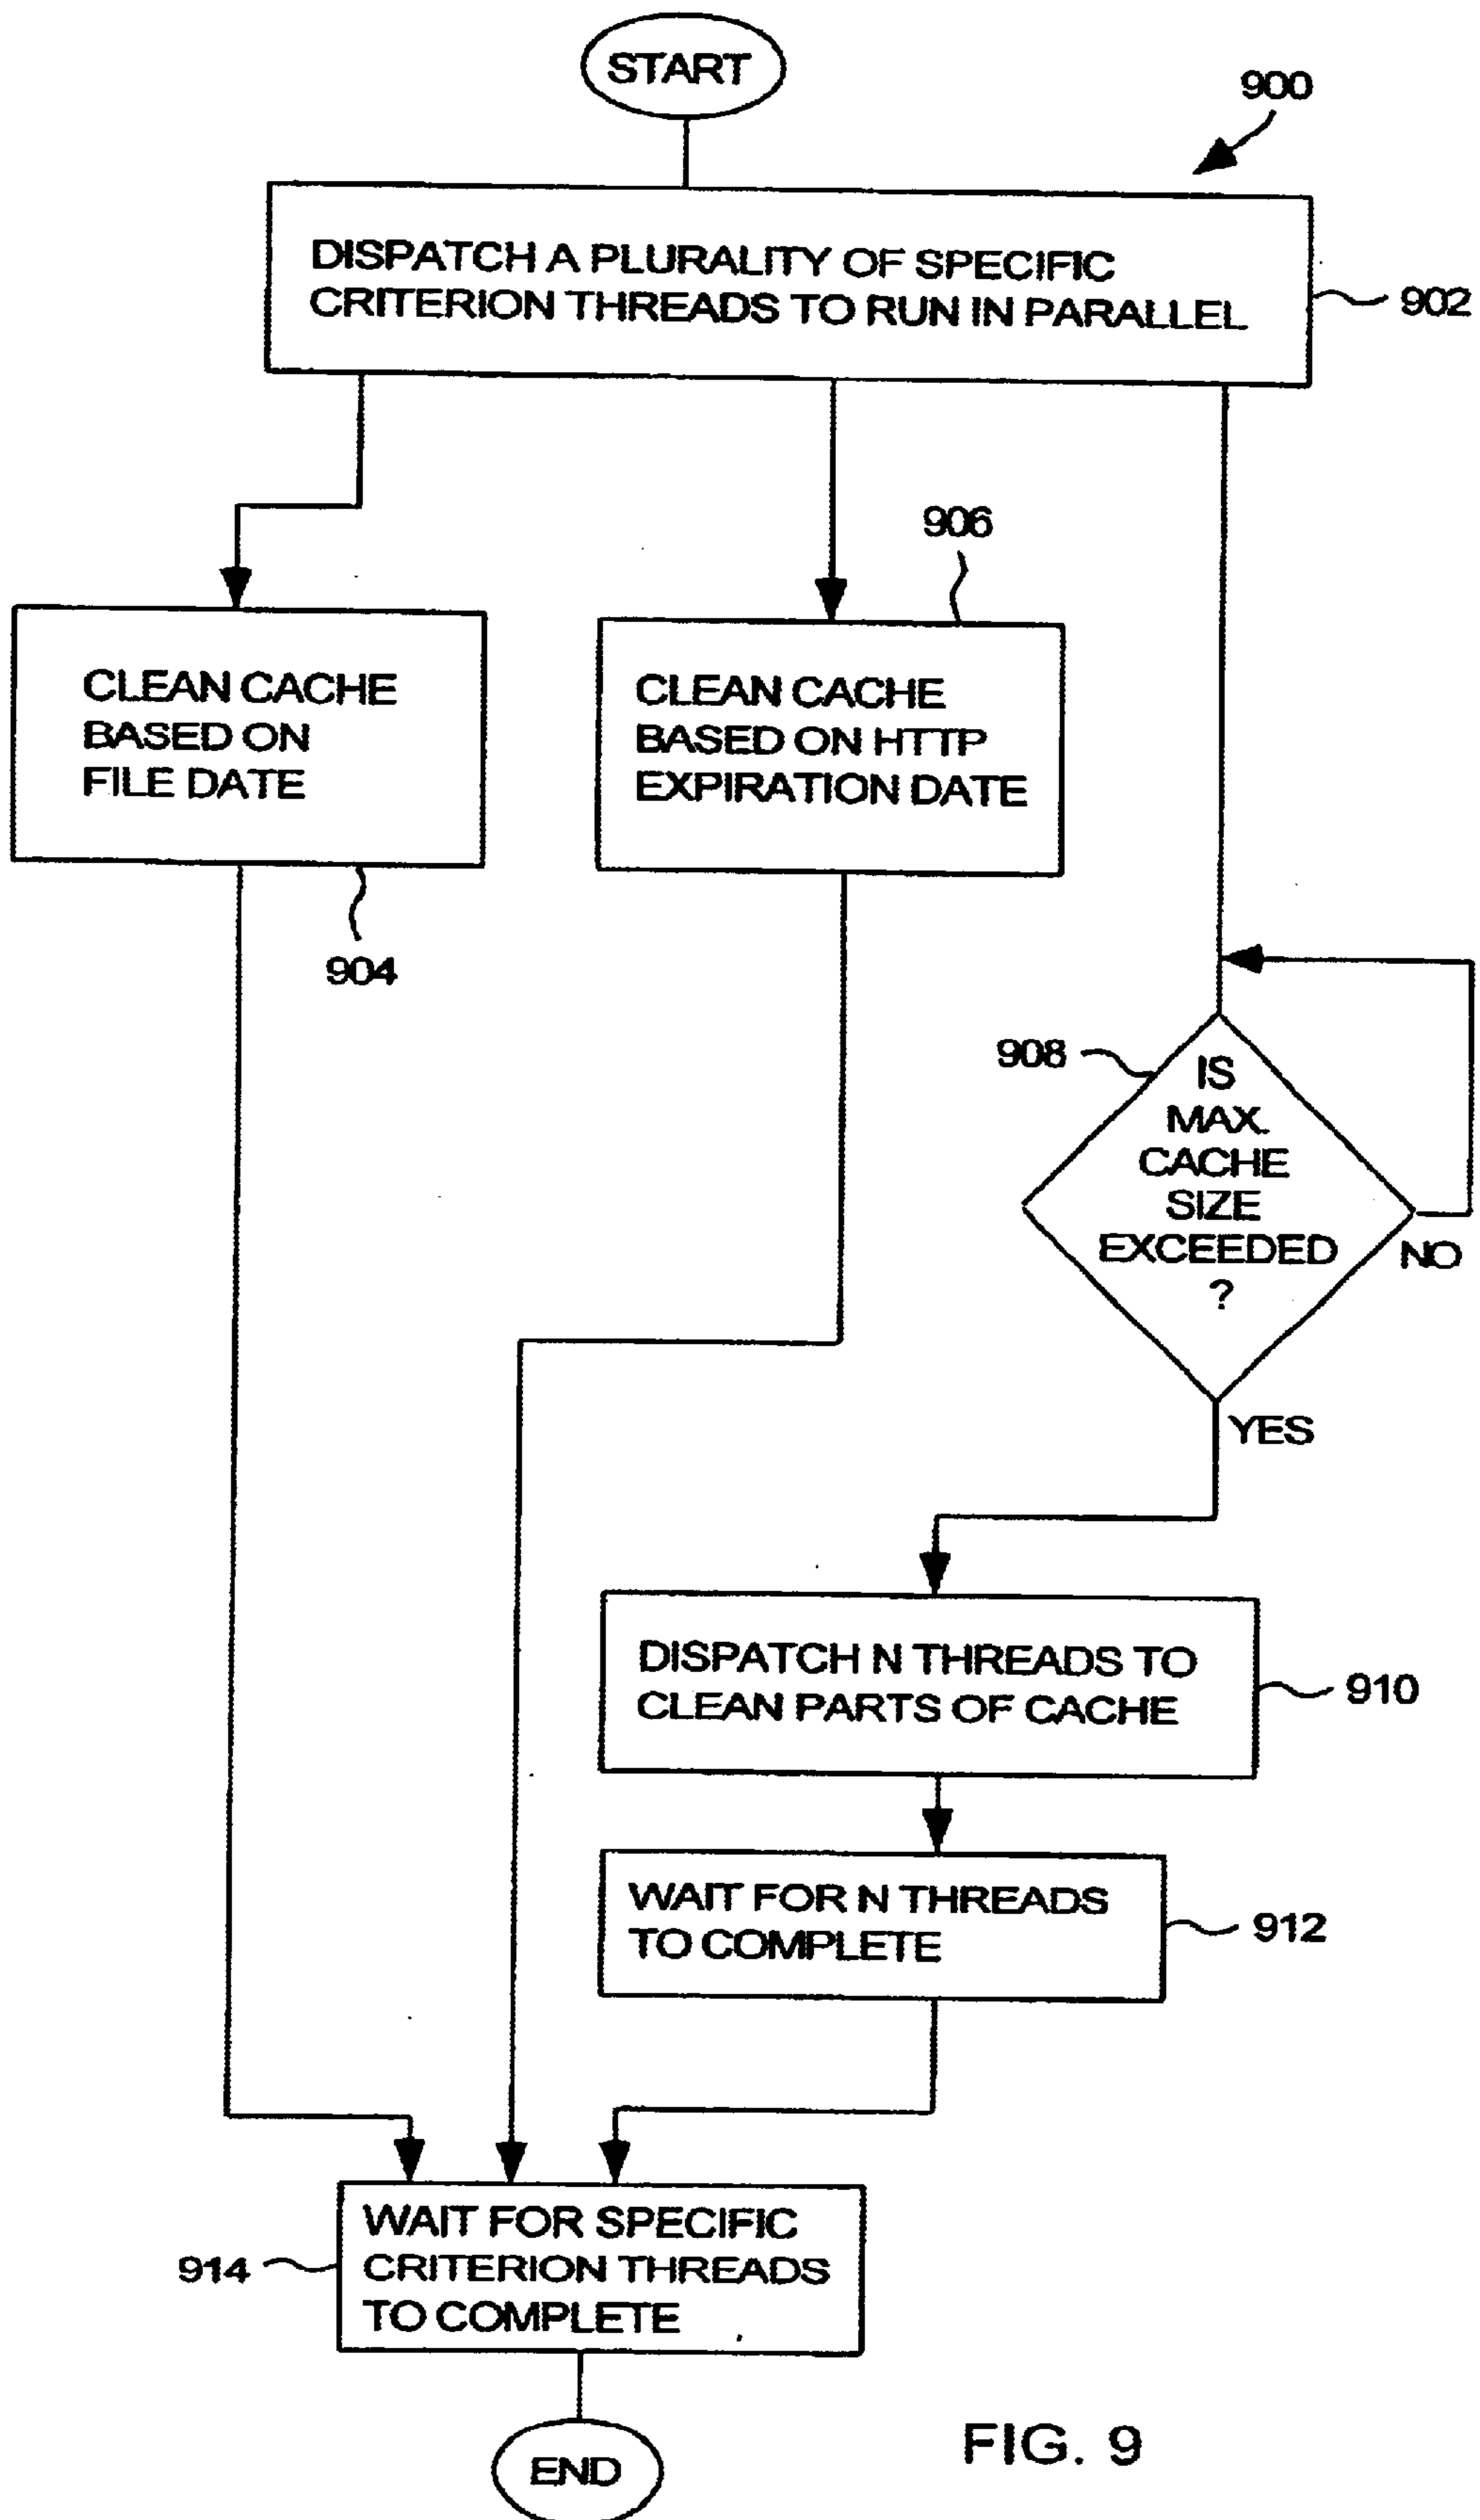 START
900
DISPATCH A PLURALITY OF SPECIFIC
CRITERION THREADS TO RUN IN PARALLEL
902
906
CLEAN CACHE
BASED ON
FILE DATE
CLEAN CACHE
BASED ON HTTP
EXPIRATION DATE
904
908
IS
MAX.
CACHE
SIZE
EXCEEDED
?
NO
YES
DISPATCH N THREADS TO
CLEAN PARTS OF CACHE
910
WAIT FOR N THREADS
TO COMPLETE
912
WAIT FOR SPECIFIC
CRITERION THREADS
TO COMPLETE
914
END
FIG. 9